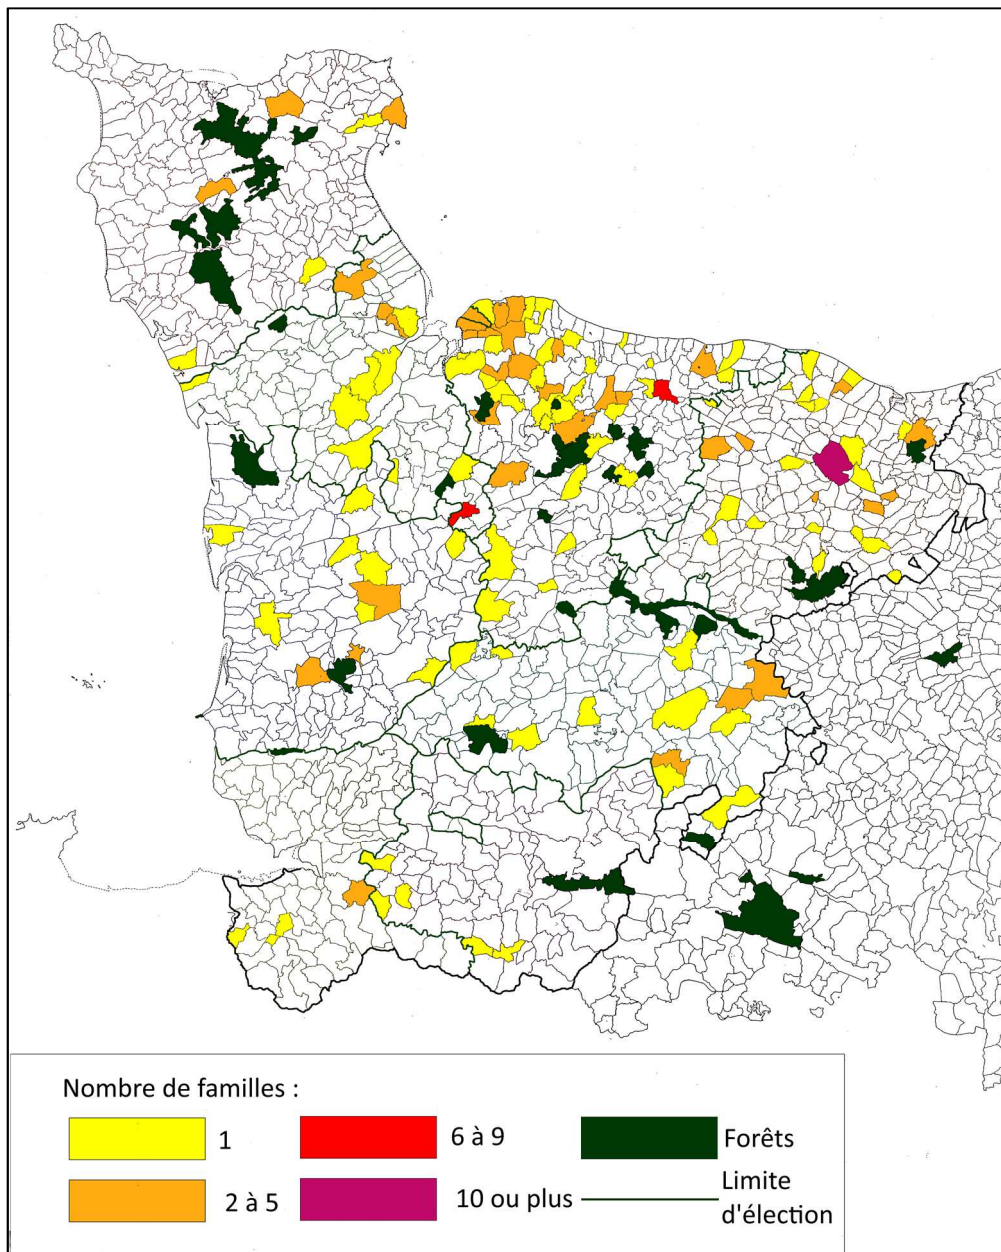 Nombre de familles :
1
6 à 9
Forêts
2 à 5
10 ou plus
Limite
d'élection